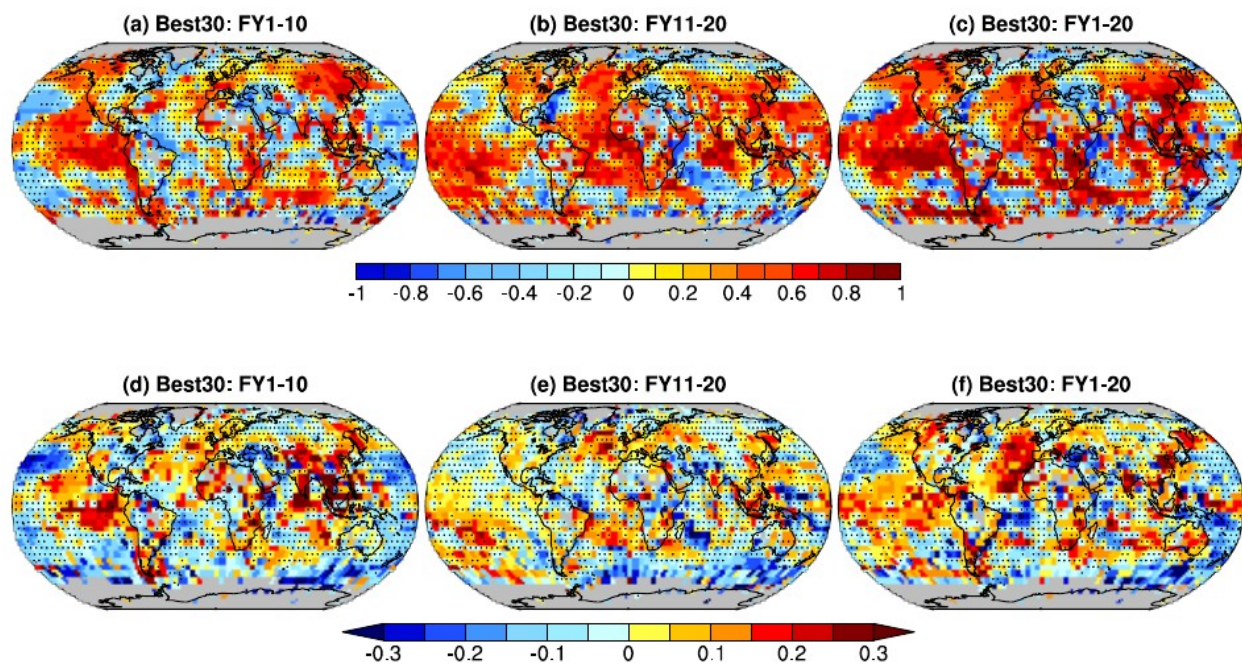 (a) Best30: FY1-10
(b) Best30: FY11-20
(c) Best30: FY1-20
-1 -0.8 -0.6 -0.4 -0.2 0 0.2 0.4 0.6 0.8 1
(d) Best30: FY1-10
(e) Best30: FY11-20
(f) Best30: FY1-20
-0.3 -0.2 -0.1 0 0.1 0.2 0.3